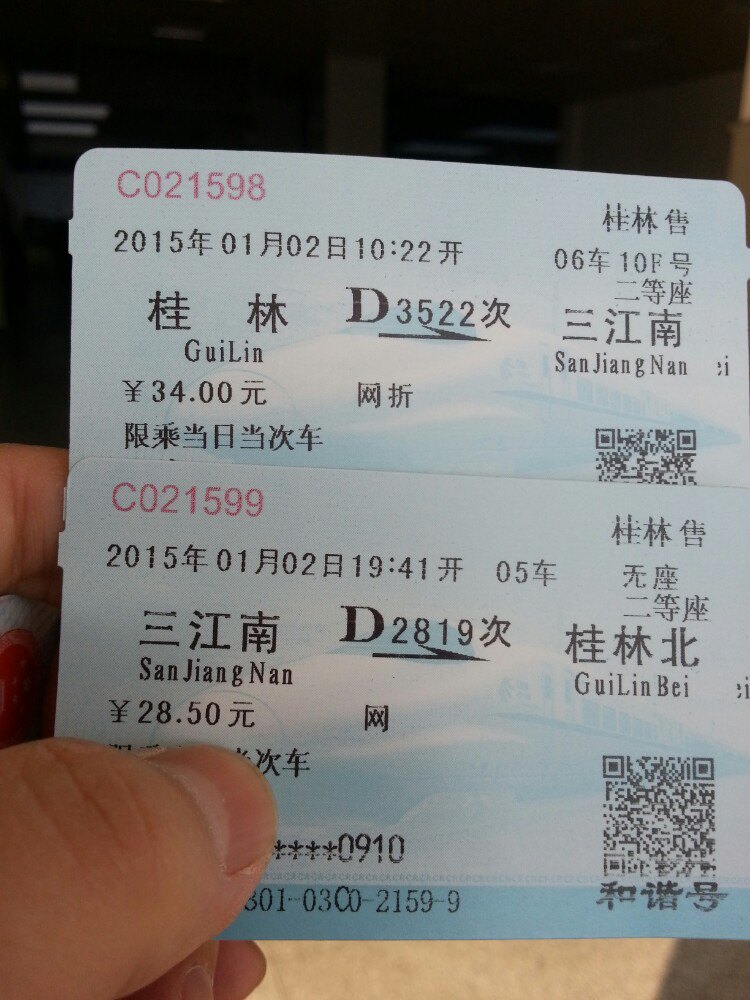 C021598
桂林售
2015年01月02日10:22开
06车10F号
二等座
桂 林 D3522次 三江南
GuiLin SanJiangNan
ei
¥34.00元 网折
限乘当日当次车
C021599
桂林售
2015年01月02日19:41开 05车 无座
二等座
三江南 D2819次 桂林北
SanJiangNan GuiLinBei
ei
¥28.50元 网
次车
****0910
301-0300-2159-9
和谐号